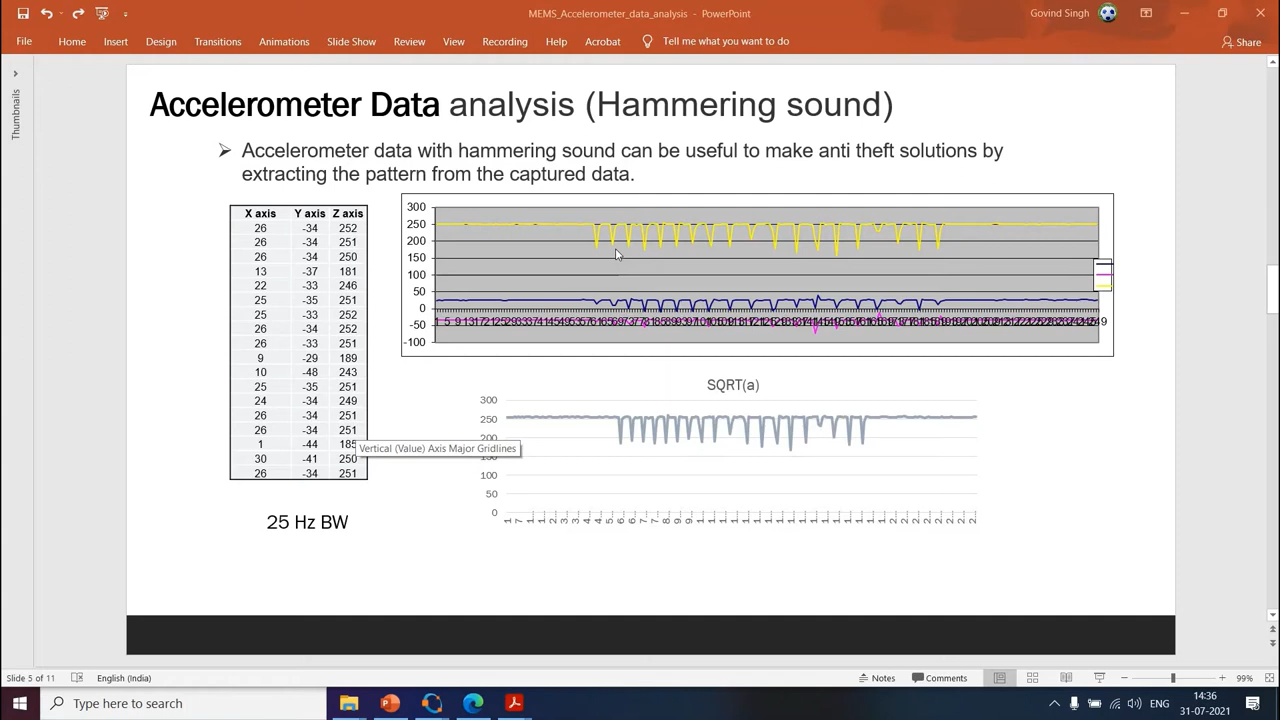 MEMS_Accelerometer_data_analysis - PowerPoint
Govind Singh
File Home Insert Design Transitions Animations Slide Show Review View Recording Help Acrobat Tell me what you want to do Share
Thumbnails
Accelerometer Data analysis (Hammering sound)
Accelerometer data with hammering sound can be useful to make anti theft solutions by
extracting the pattern from the captured data.
X axis Y axis Z axis
26 -34 252
26 -34 251
26 -34 250
13 -37 181
22 -33 246
25 -35 251
25 -33 252
26 -34 252
26 -33 251
9 -29 189
10 -48 243
25 -35 251
24 -34 249
26 -34 251
26 -34 251
1 -44 185
30 -41 250
26 -34 251
25 Hz BW
300
250
200
150
100
50
0
-50
-100
SQRT(a)
300
250
200
150
100
50
0
Vertical (Value) Axis Major Gridlines
Slide 5 of 11 English (India) Notes Comments 99%
Type here to search
ENG
14:36
31-07-2021